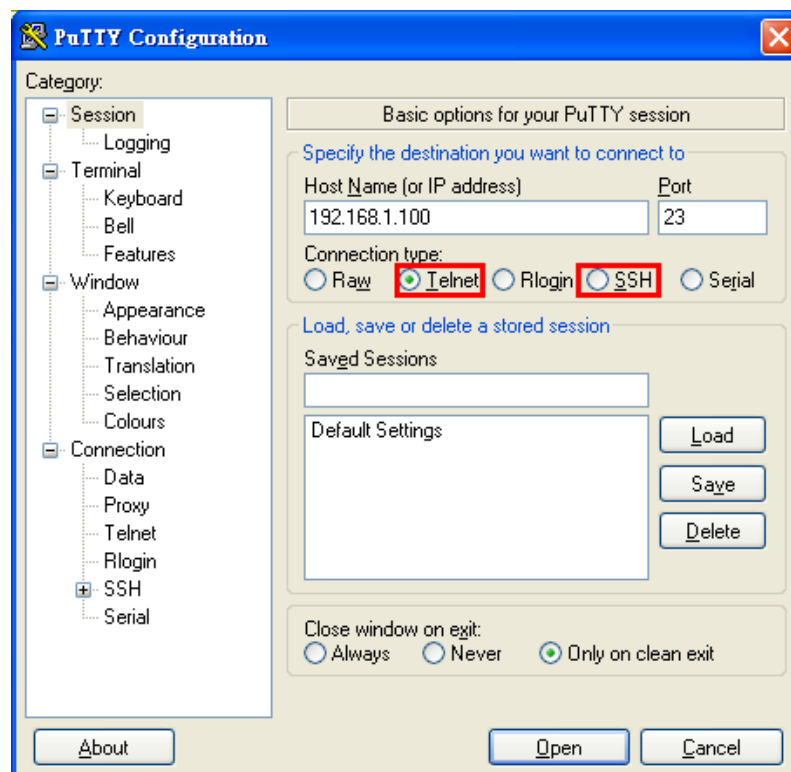 PuTTY Configuration
Category:
Session
Logging
Terminal
Keyboard
Bell
Features
Window
Appearance
Behaviour
Translation
Selection
Colours
Connection
Data
Proxy
Telnet
Rlogin
SSH
Serial
Basic options for your PuTTY session
Specify the destination you want to connect to
Host Name (or IP address) Port
192.168.1.100 23
Connection type:
Raw Telnet Rlogin SSH Serial
Load, save or delete a stored session
Saved Sessions
Default Settings
Load
Save
Delete
Close window on exit:
Always Never Only on clean exit
About Open Cancel